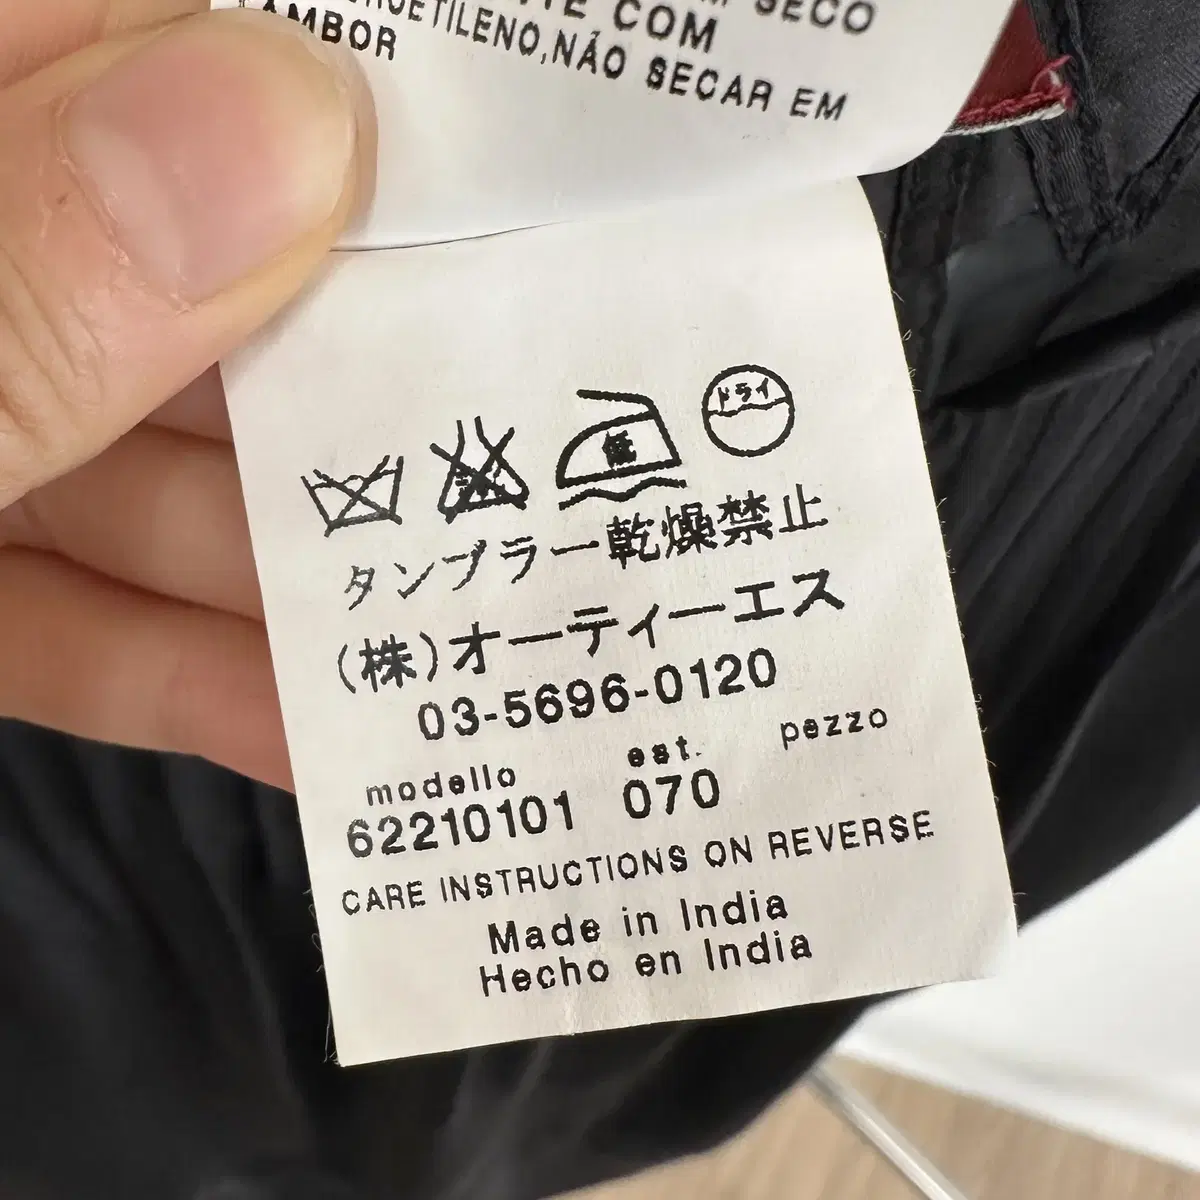 SECO
COM
NÃO SECAR EM
TAMBOR
低
ドライ
タンブラー乾燥禁止
(株)オーティーエス
03-5696-0120
modello est. pezzo
62210101 070
CARE INSTRUCTIONS ON REVERSE
Made in India
Hecho en India